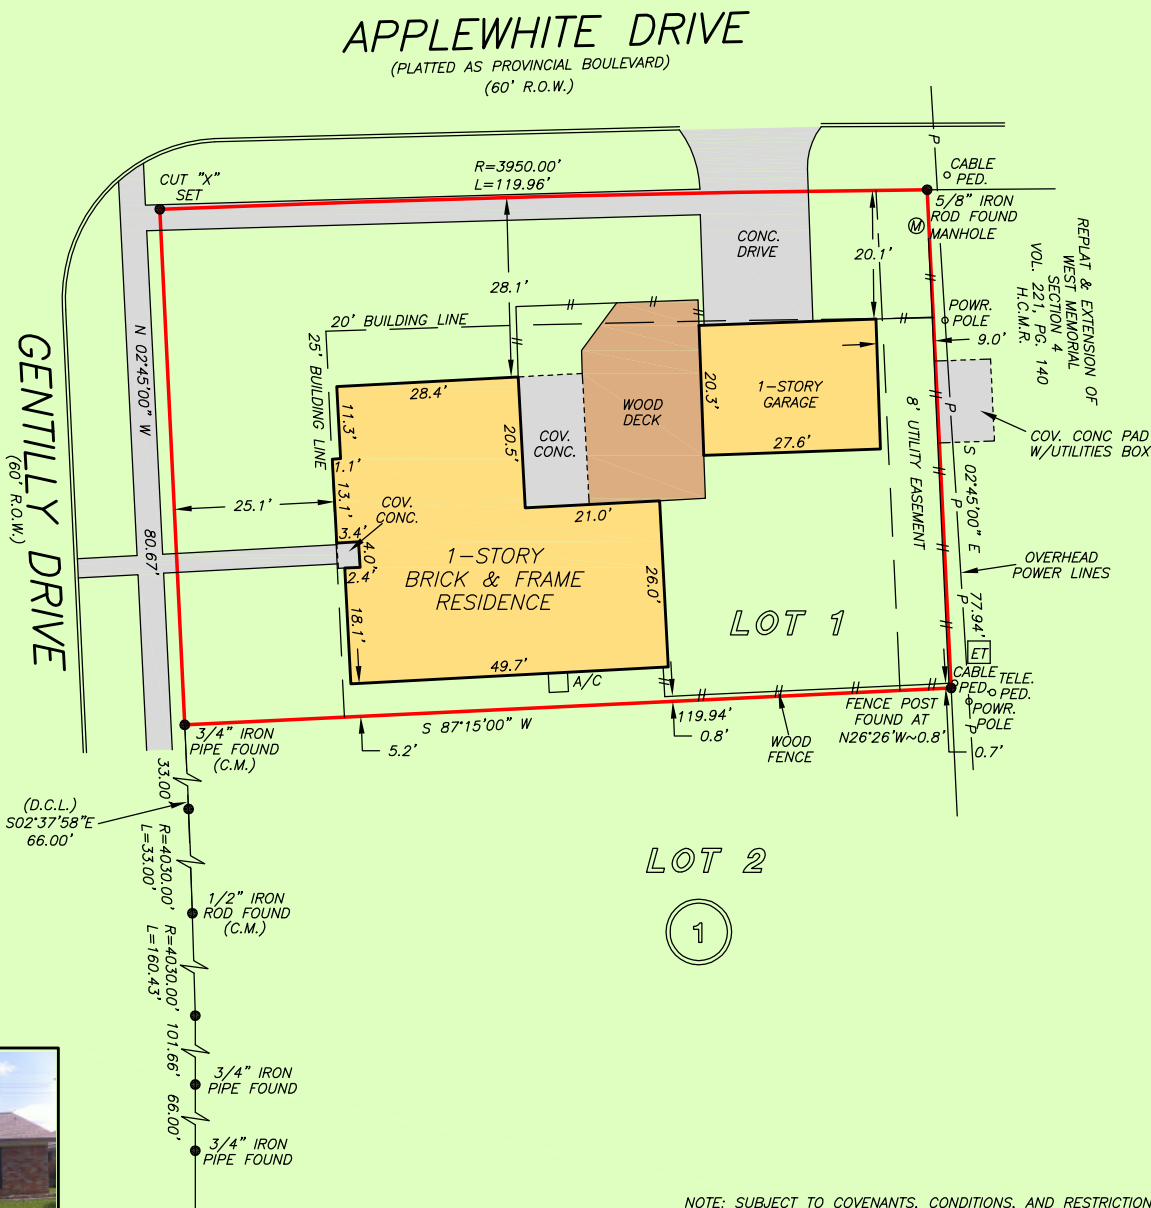 APPLEWHITE DRIVE
(PLATTED AS PROVINCIAL BOULEVARD)
(60' R.O.W.)
CUT "X"
SET
R=3950.00'
L=119.96'
CABLE
PED.
5/8" IRON
ROD FOUND
MANHOLE
M
P
CONC.
DRIVE
20.1'
28.1'
REPLAT & EXTENSION OF
WEST MEMORIAL
SECTION 4
VOL. 221, PG. 140
H.C.M.R.
POWR.
POLE
9.0'
20' BUILDING LINE
25' BUILDING LINE
N 02°45'00" W
80.67'
GENTILLY DRIVE
(60' R.O.W.)
28.4'
11.3'
1.1'
13.1'
20.5'
COV.
CONC.
WOOD
DECK
20.3'
1-STORY
GARAGE
27.6'
8' UTILITY EASEMENT
P
COV. CONC PAD
W/UTILITIES BOX
S 02°45'00" E
77.94'
P
25.1'
COV.
CONC.
3.4'
4.0'
2.4'
21.0'
1-STORY
BRICK & FRAME
RESIDENCE
26.0'
18.1'
49.7'
A/C
LOT 1
OVERHEAD
POWER LINES
P
P
ET
CABLE
PED.
TELE.
PED.
POWR.
POLE
P
FENCE POST
FOUND AT
N26°26'W~0.8'
0.7'
119.94'
0.8'
WOOD
FENCE
S 87°15'00" W
5.2'
3/4" IRON
PIPE FOUND
(C.M.)
33.00'
(D.C.L.)
S02°37'58"E
66.00'
R=4030.00'
L=33.00'
LOT 2
1
1/2" IRON
ROD FOUND
(C.M.)
R=4030.00'
L=160.43'
101.66'
3/4" IRON
PIPE FOUND
66.00'
3/4" IRON
PIPE FOUND
NOTE: SUBJECT TO COVENANTS, CONDITIONS, AND RESTRICTION